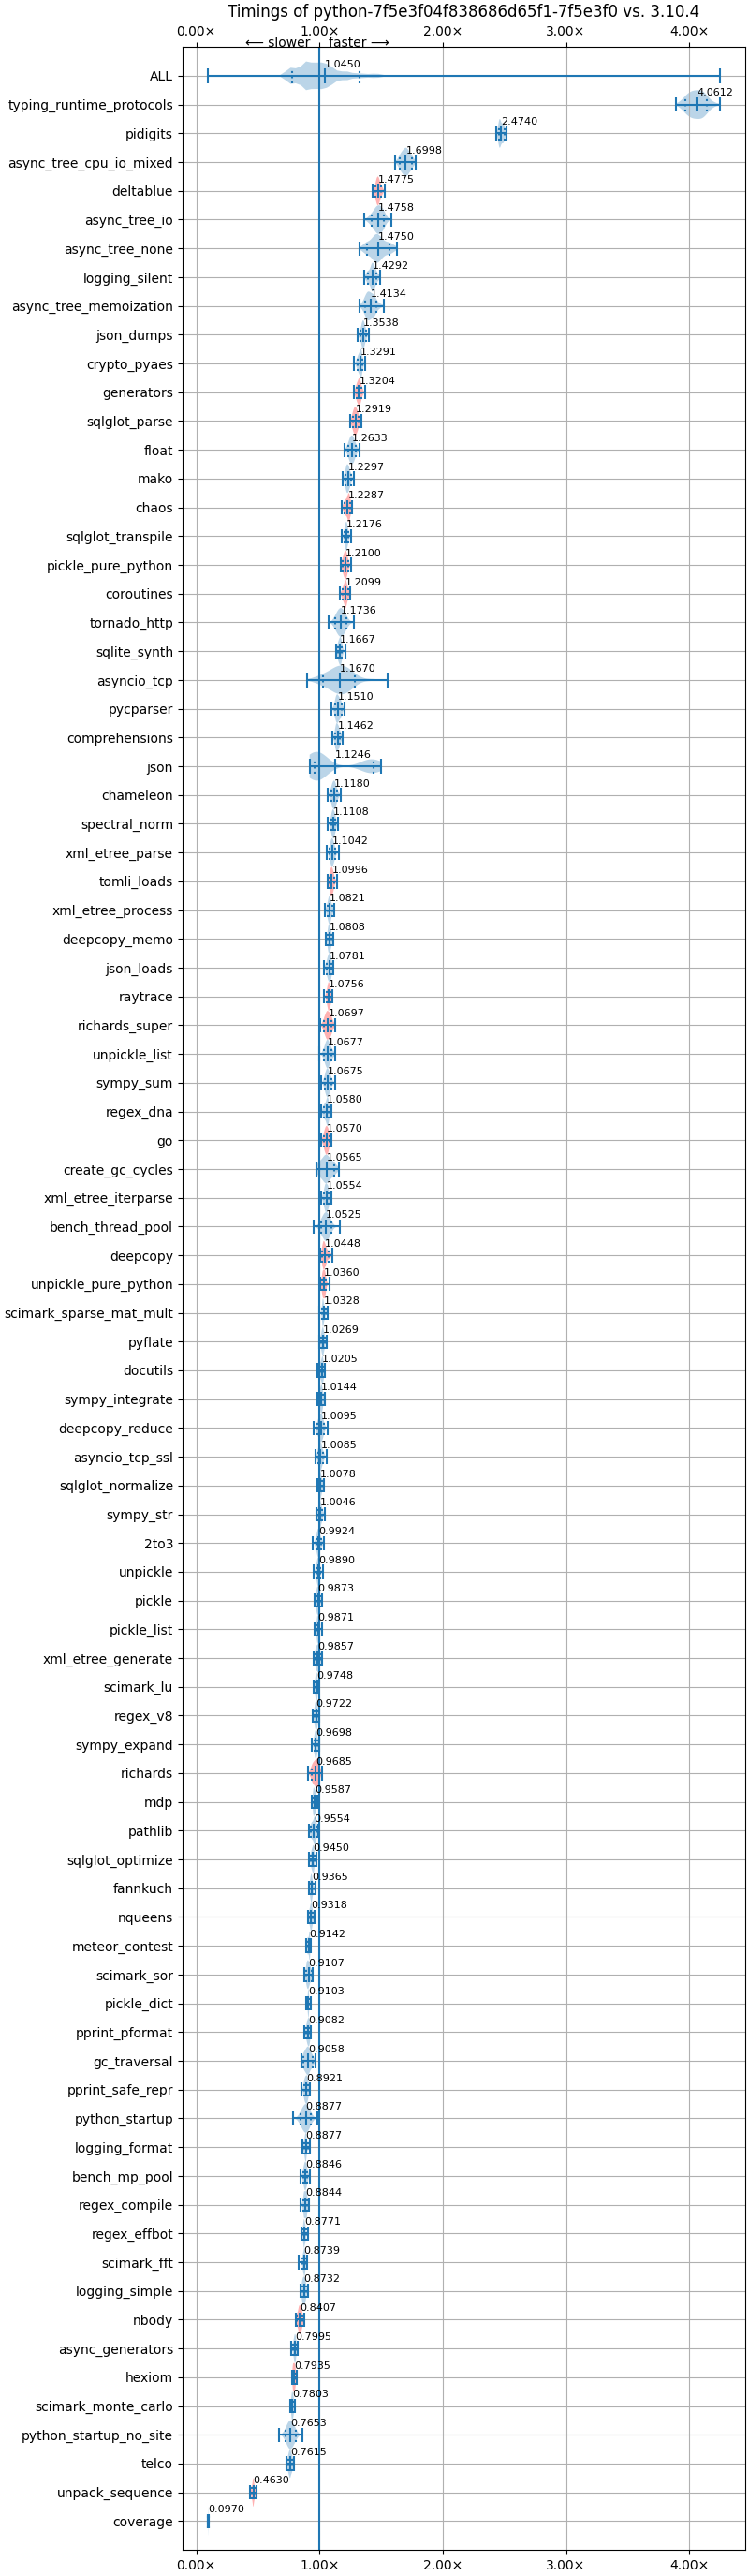 Timings of python-7f5e3f04f838686d65f1-7f5e3f0 vs. 3.10.4
0.00× 1.00× 2.00× 3.00× 4.00×
⟵ slower faster ⟶
ALL 1.0450
typing_runtime_protocols 4.0612
pidigits 2.4740
async_tree_cpu_io_mixed 1.6998
deltablue 1.4775
async_tree_io 1.4758
async_tree_none 1.4750
logging_silent 1.4292
async_tree_memoization 1.4134
json_dumps 1.3538
crypto_pyaes 1.3291
generators 1.3204
sqlglot_parse 1.2919
float 1.2633
mako 1.2297
chaos 1.2287
sqlglot_transpile 1.2176
pickle_pure_python 1.2100
coroutines 1.2099
tornado_http 1.1736
sqlite_synth 1.1667
asyncio_tcp 1.1670
pycparser 1.1510
comprehensions 1.1462
json 1.1246
chameleon 1.1180
spectral_norm 1.1108
xml_etree_parse 1.1042
tomli_loads 1.0996
xml_etree_process 1.0821
deepcopy_memo 1.0808
json_loads 1.0781
raytrace 1.0756
richards_super 1.0697
unpickle_list 1.0677
sympy_sum 1.0675
regex_dna 1.0580
go 1.0570
create_gc_cycles 1.0565
xml_etree_iterparse 1.0554
bench_thread_pool 1.0525
deepcopy 1.0448
unpickle_pure_python 1.0360
scimark_sparse_mat_mult 1.0328
pyflate 1.0269
docutils 1.0205
sympy_integrate 1.0144
deepcopy_reduce 1.0095
asyncio_tcp_ssl 1.0085
sqlglot_normalize 1.0078
sympy_str 1.0046
2to3 0.9924
unpickle 0.9890
pickle 0.9873
pickle_list 0.9871
xml_etree_generate 0.9857
scimark_lu 0.9748
regex_v8 0.9722
sympy_expand 0.9698
richards 0.9685
mdp 0.9587
pathlib 0.9554
sqlglot_optimize 0.9450
fannkuch 0.9365
nqueens 0.9318
meteor_contest 0.9142
scimark_sor 0.9107
pickle_dict 0.9103
pprint_pformat 0.9082
gc_traversal 0.9058
pprint_safe_repr 0.8921
python_startup 0.8877
logging_format 0.8877
bench_mp_pool 0.8846
regex_compile 0.8844
regex_effbot 0.8771
scimark_fft 0.8739
logging_simple 0.8732
nbody 0.8407
async_generators 0.7995
hexiom 0.7935
scimark_monte_carlo 0.7803
python_startup_no_site 0.7653
telco 0.7615
unpack_sequence 0.4630
coverage 0.0970
0.00× 1.00× 2.00× 3.00× 4.00×